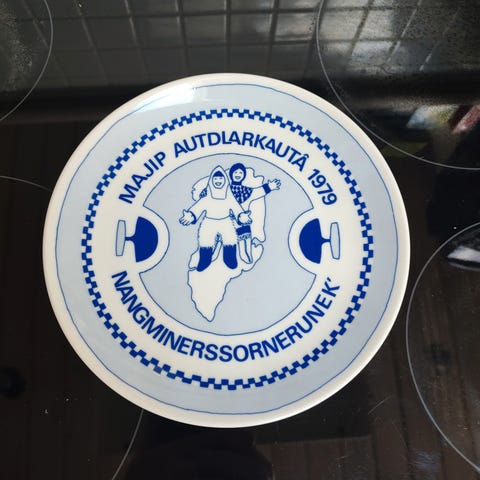 MAJIP AUTDLARKAUTÂ 1979
NANGMINERSSORNERUNEK'